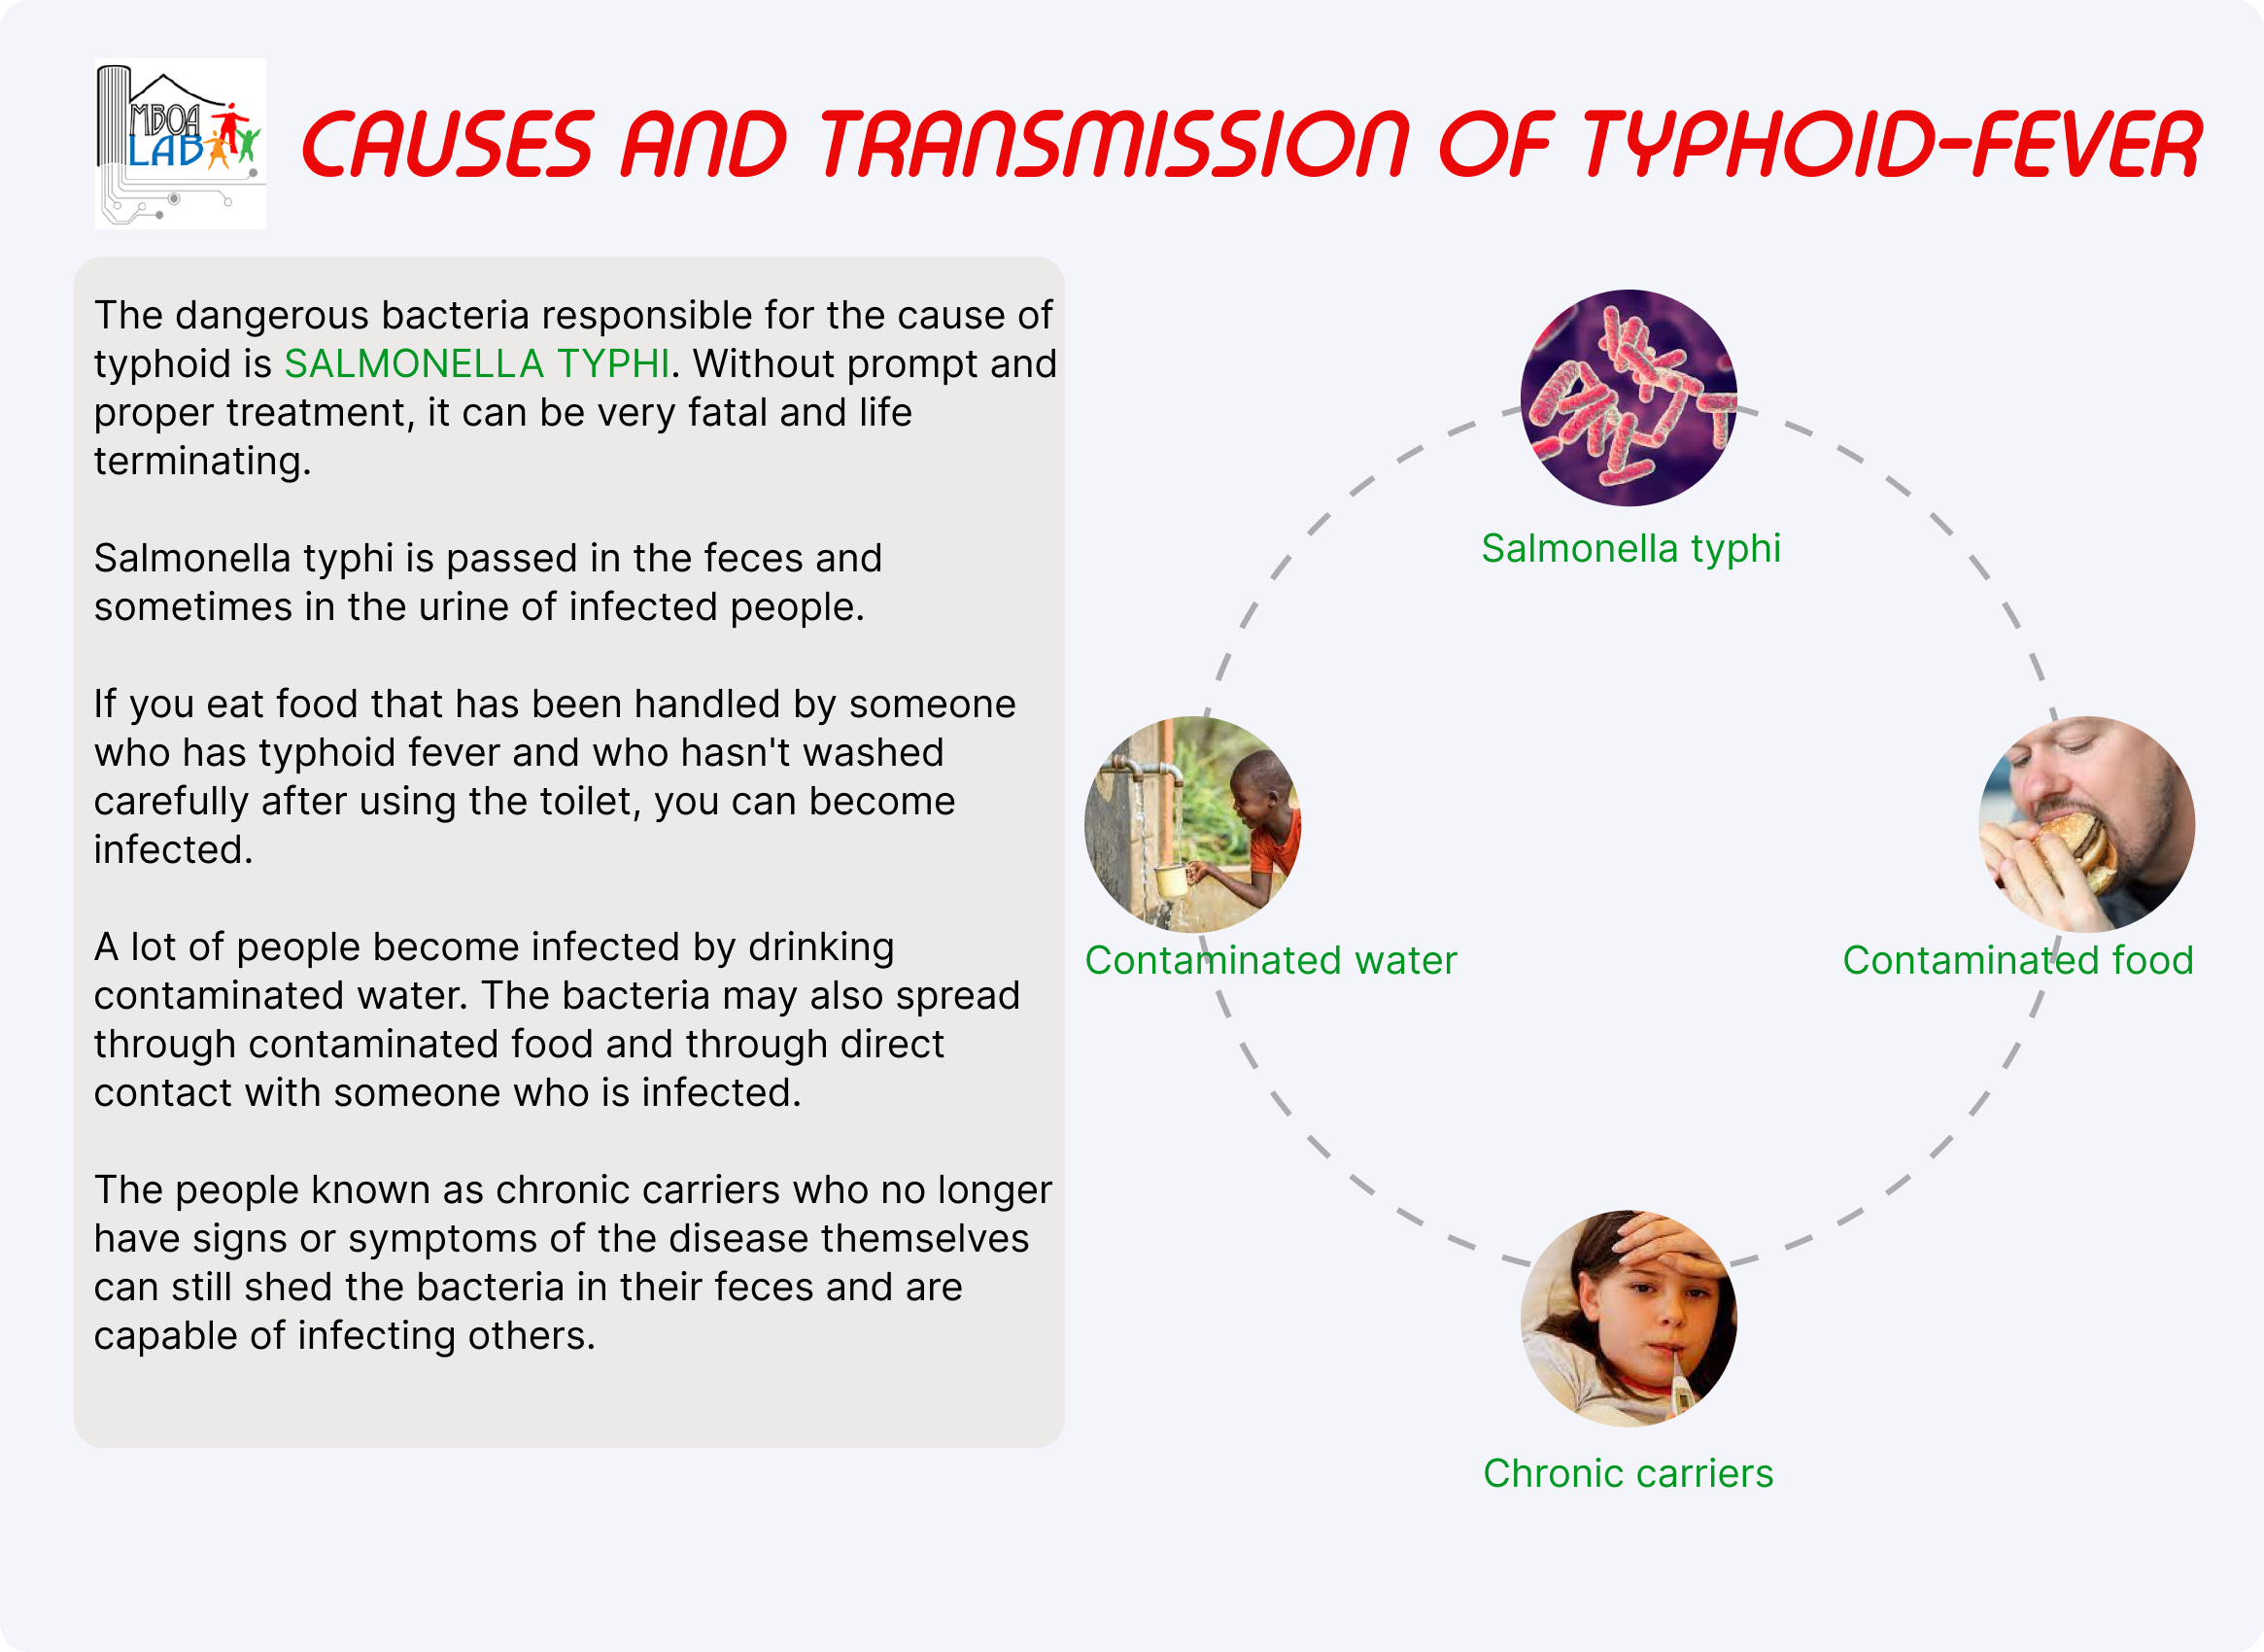 MBOA
LAB
CAUSES AND TRANSMISSION OF TYPHOID-FEVER
The dangerous bacteria responsible for the cause of
typhoid is SALMONELLA TYPHI. Without prompt and
proper treatment, it can be very fatal and life
terminating.
Salmonella typhi is passed in the feces and
sometimes in the urine of infected people.
If you eat food that has been handled by someone
who has typhoid fever and who hasn't washed
carefully after using the toilet, you can become
infected.
A lot of people become infected by drinking
contaminated water. The bacteria may also spread
through contaminated food and through direct
contact with someone who is infected.
The people known as chronic carriers who no longer
have signs or symptoms of the disease themselves
can still shed the bacteria in their feces and are
capable of infecting others.
Salmonella typhi
Contaminated water
Contaminated food
Chronic carriers